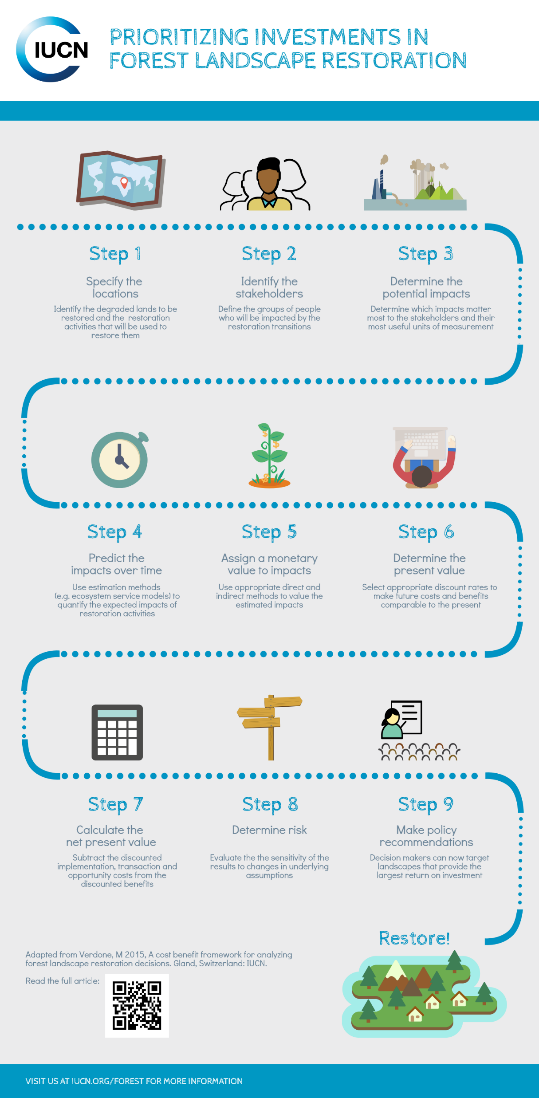 IUCN
PRIORITIZING INVESTMENTS IN
FOREST LANDSCAPE RESTORATION
Step 1
Specify the
locations
Identify the degraded lands to be
restored and the restoration
activities that will be used to
restore them
Step 2
Identify the
stakeholders
Define the groups of people
who will be impacted by the
restoration transitions
Step 3
Determine the
potential impacts
Determine which impacts matter
most to the stakeholders and their
most useful units of measurement
Step 4
Predict the
impacts over time
Use estimation methods
(e.g. ecosystem service models) to
quantify the expected impacts of
restoration activities
Step 5
Assign a monetary
value to impacts
Use appropriate direct and
indirect methods to value the
estimated impacts
Step 6
Determine the
present value
Select appropriate discount rates to
make future costs and benefits
comparable to the present
Step 7
Calculate the
net present value
Subtract the discounted
implementation, transaction and
opportunity costs from the
discounted benefits
Step 8
Determine risk
Evaluate the the sensitivity of the
results to changes in underlying
assumptions
Step 9
Make policy
recommendations
Decision makers can now target
landscapes that provide the
largest return on investment
Restore!
Adapted from Verdone, M 2015, A cost benefit framework for analyzing
forest landscape restoration decisions. Gland, Switzerland: IUCN.
Read the full article:
VISIT US AT IUCN.ORG/FOREST FOR MORE INFORMATION